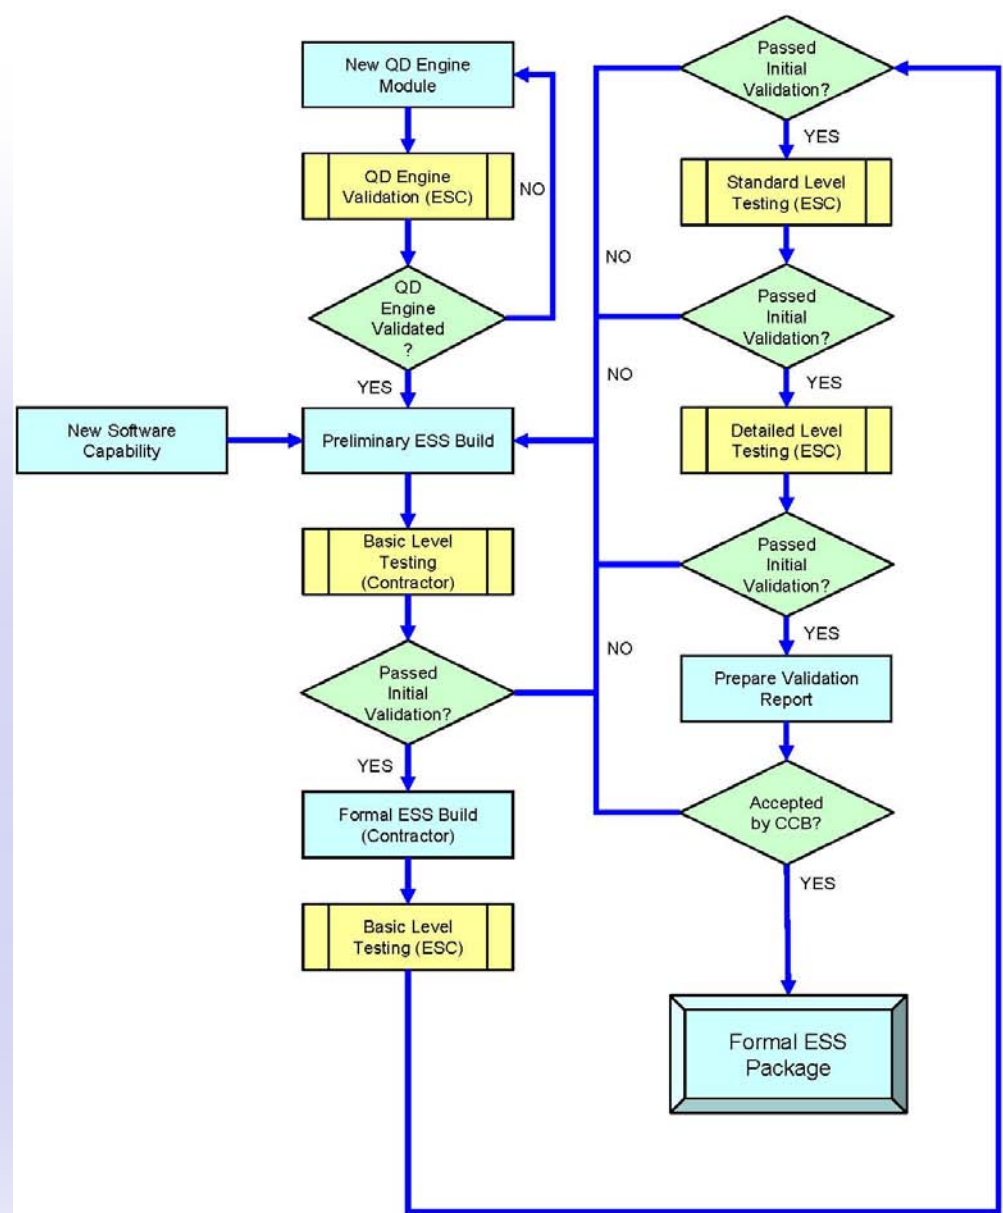 New QD Engine
Module
QD Engine
Validation (ESC)
NO
QD
Engine
Validated
?
YES
New Software
Capability
Preliminary ESS Build
Basic Level
Testing
(Contractor)
Passed
Initial
Validation?
YES
Formal ESS Build
(Contractor)
Basic Level
Testing (ESC)
Passed
Initial
Validation?
YES
Standard Level
Testing (ESC)
NO
Passed
Initial
Validation?
NO
YES
Detailed Level
Testing (ESC)
Passed
Initial
Validation?
YES
NO
Prepare Validation
Report
Accepted
by CCB?
YES
Formal ESS
Package